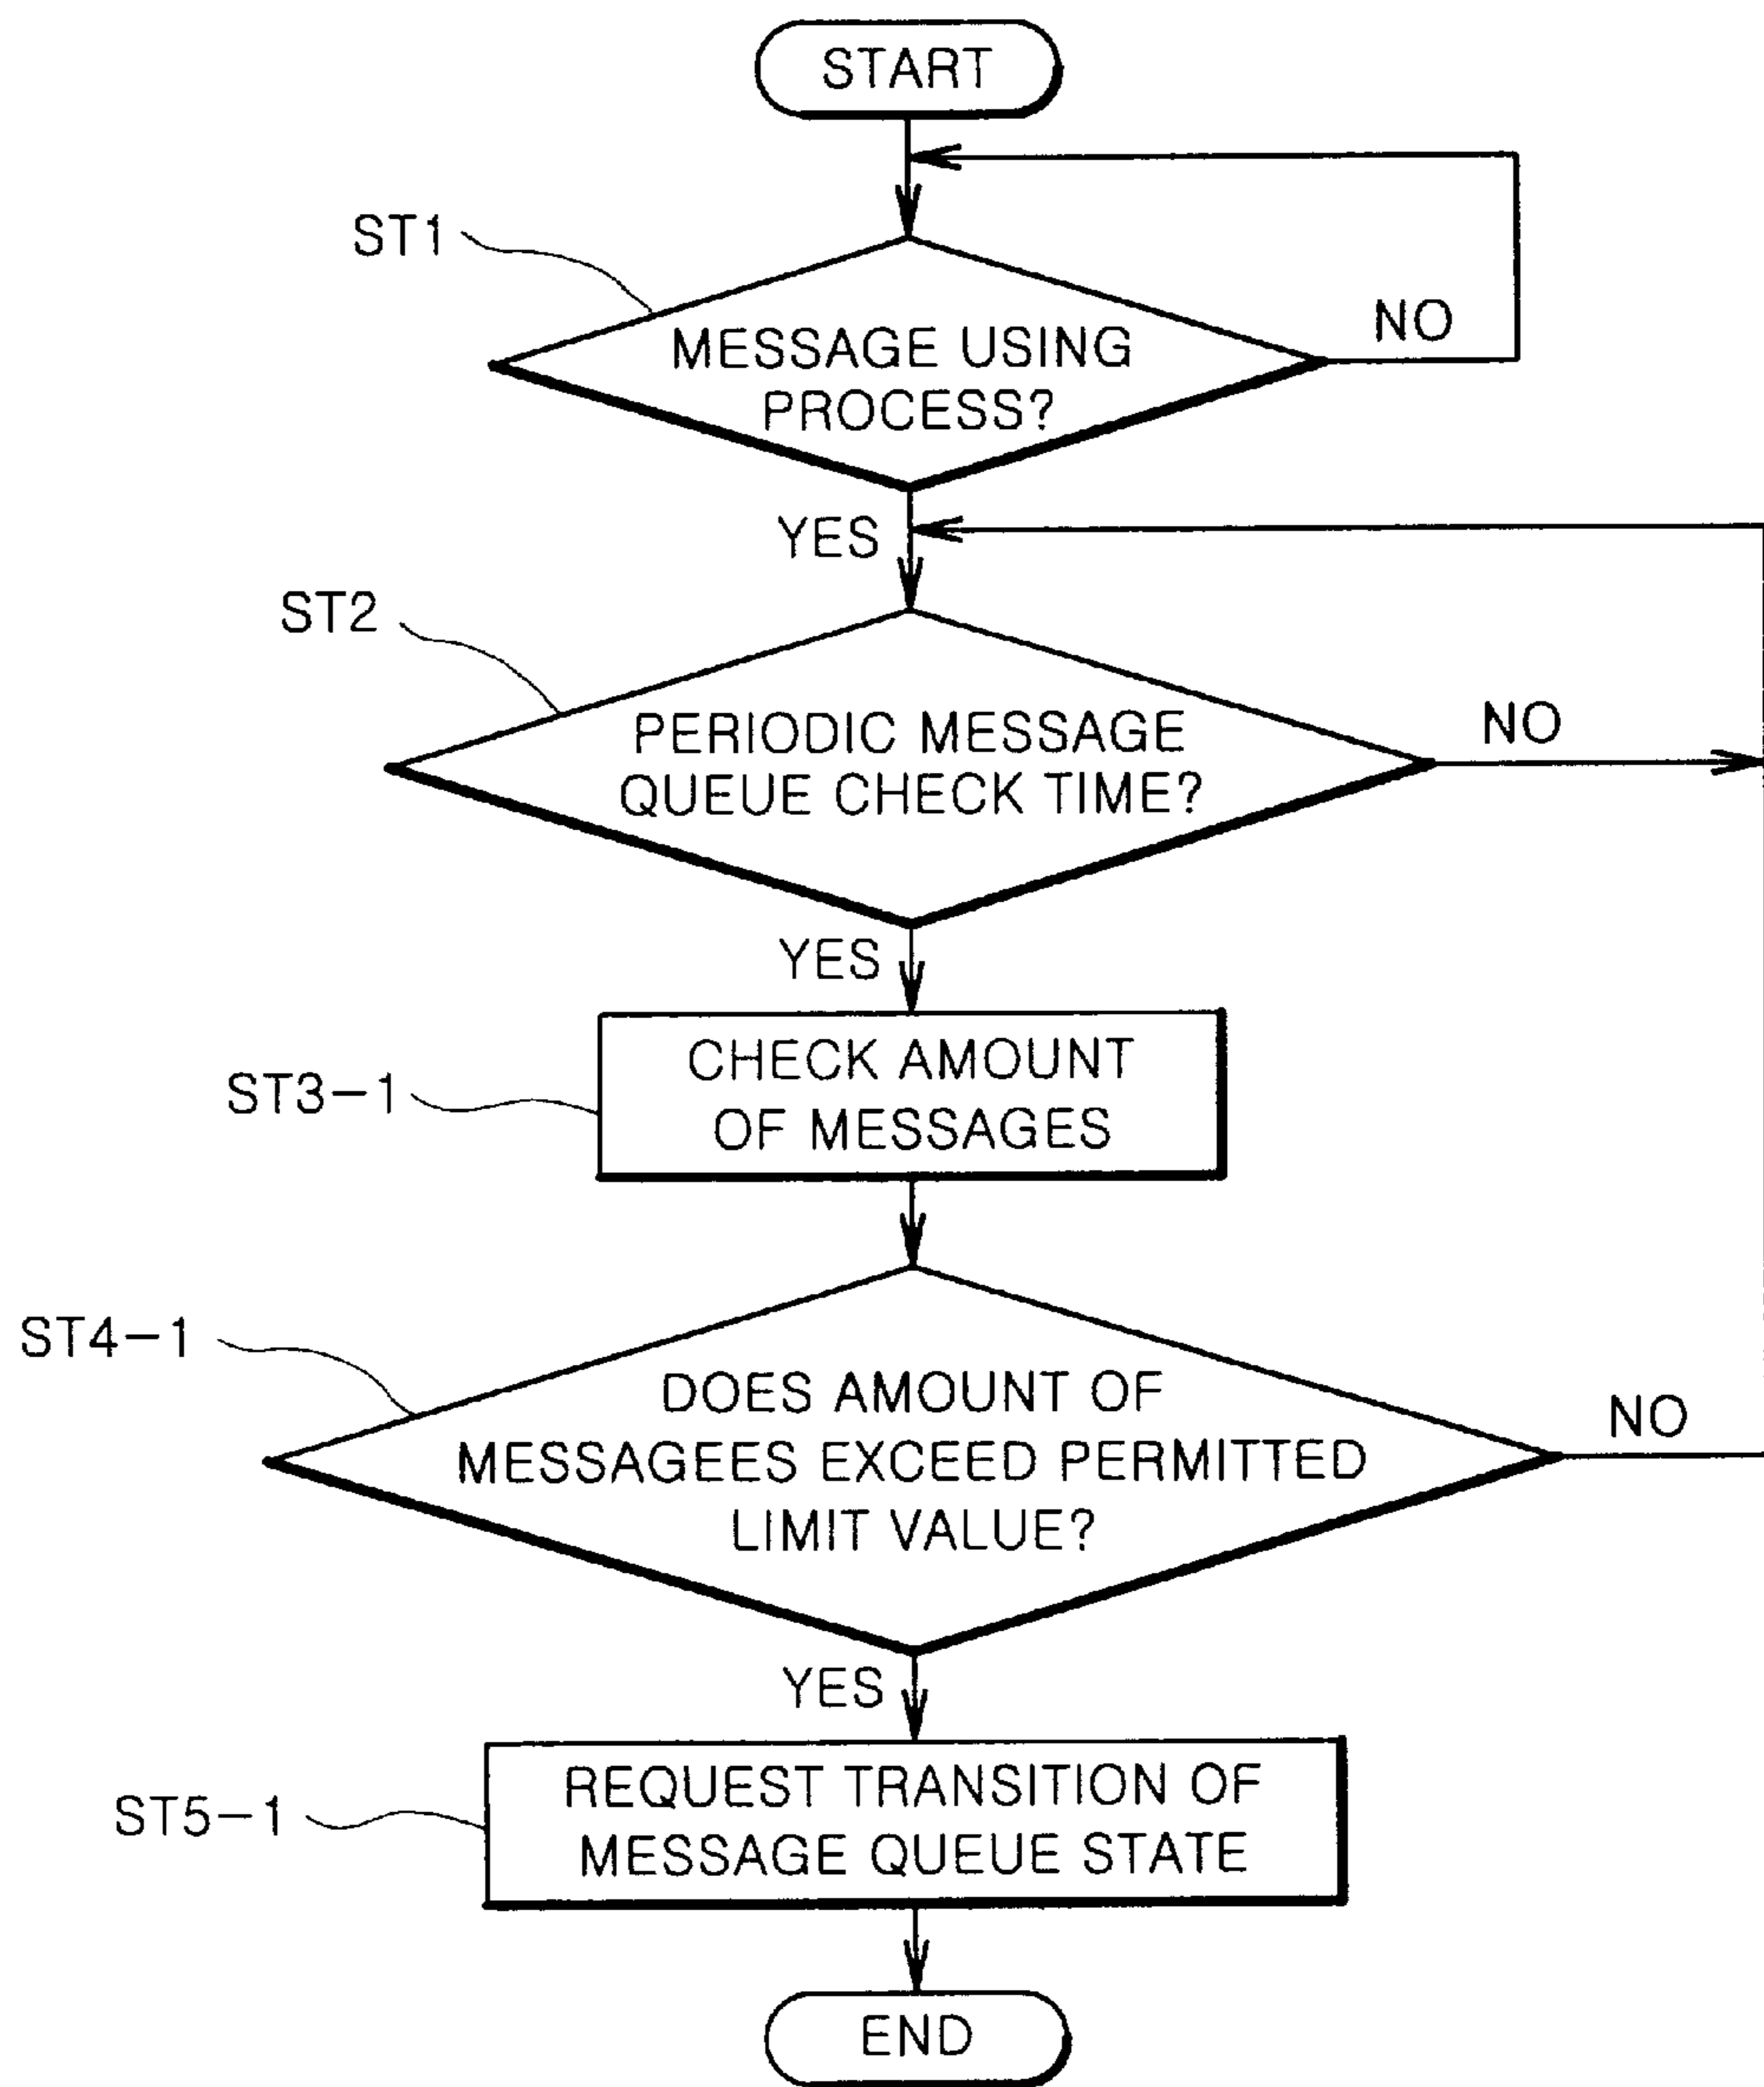 START
ST1
MESSAGE USING
PROCESS?
NO
YES
ST2
PERIODIC MESSAGE
QUEUE CHECK TIME?
NO
YES
ST3-1
CHECK AMOUNT
OF MESSAGES
ST4-1
DOES AMOUNT OF
MESSAGEES EXCEED PERMITTED
LIMIT VALUE?
NO
YES
ST5-1
REQUEST TRANSITION OF
MESSAGE QUEUE STATE
END